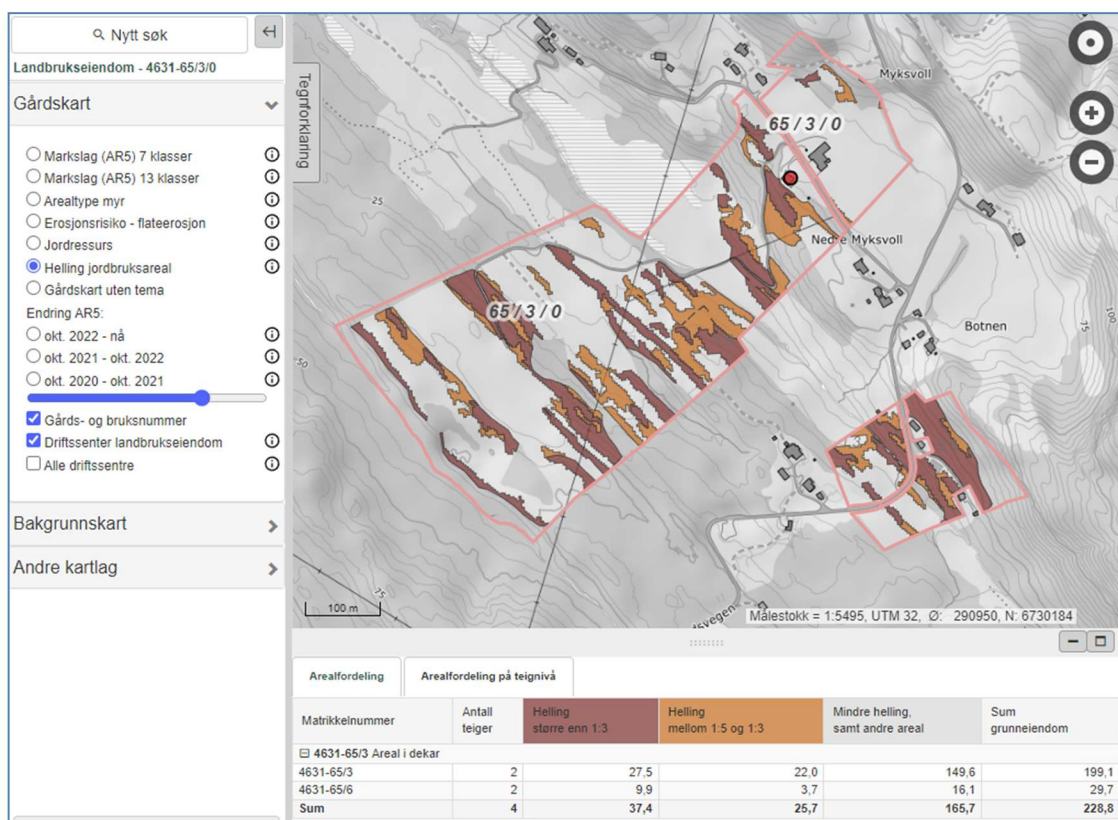 Nytt søk
Landbrukseiendom - 4631-65/3/0
Gårdskart
Markslag (AR5) 7 klasser
Markslag (AR5) 13 klasser
Arealtype myr
Erosjonsrisiko - flateerosjon
Jordressurs
Helling jordbruksareal
Gårdskart uten tema
Endring AR5:
okt. 2022 - nå
okt. 2021 - okt. 2022
okt. 2020 - okt. 2021
Gårds- og bruksnummer
Driftssenter landbrukseiendom
Alle driftssentre
Bakgrunnskart
Andre kartlag
Tegnforklaring
Myksvoll
65 / 3 / 0
25
Nedre Myksvoll
65 / 3 / 0
Botnen
75
100
50
75
100 m
dsvegen
Målestokk = 1:5495, UTM 32, Ø: 290950, N: 6730184
Arealfordeling Arealfordeling på teignivå
Matrikkelnummer Antall teiger Helling større enn 1:3 Helling mellom 1:5 og 1:3 Mindre helling, samt andre areal Sum grunneiendom
4631-65/3 Areal i dekar
4631-65/3 2 27,5 22,0 149,6 199,1
4631-65/6 2 9,9 3,7 16,1 29,7
Sum 4 37,4 25,7 165,7 228,8